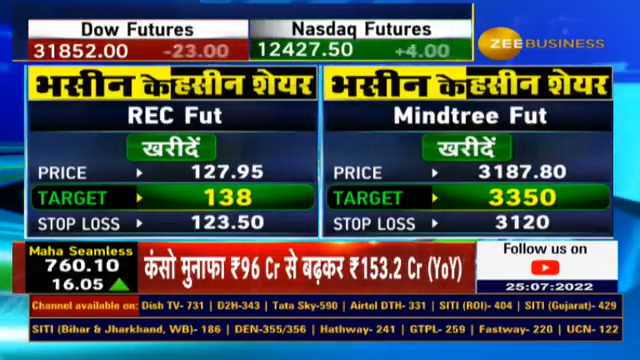 Dow Futures
31852.00 -23.00
Nasdaq Futures
12427.50 +4.00
ZEE BUSINESS
भसीन के हसीन शेयर
REC Fut
खरीदें
PRICE 127.95
TARGET 138
STOP LOSS 123.50
भसीन के हसीन शेयर
Mindtree Fut
खरीदें
PRICE 3187.80
TARGET 3350
STOP LOSS 3120
Maha Seamless
760.10
16.05
कंसो मुनाफा ₹96 Cr से बढ़कर ₹153.2 Cr (YoY)
Follow us on
25:07:2022
Channel available on: Dish TV- 731 | D2H-343 | Tata Sky-590 | Airtel DTH- 331 | SITI (ROI)- 404 | SITI (Gujarat)- 429
SITI (Bihar & Jharkhand, WB)- 186 | DEN-355/356 | Hathway- 241 | GTPL- 259 | Fastway- 220 | UCN- 122